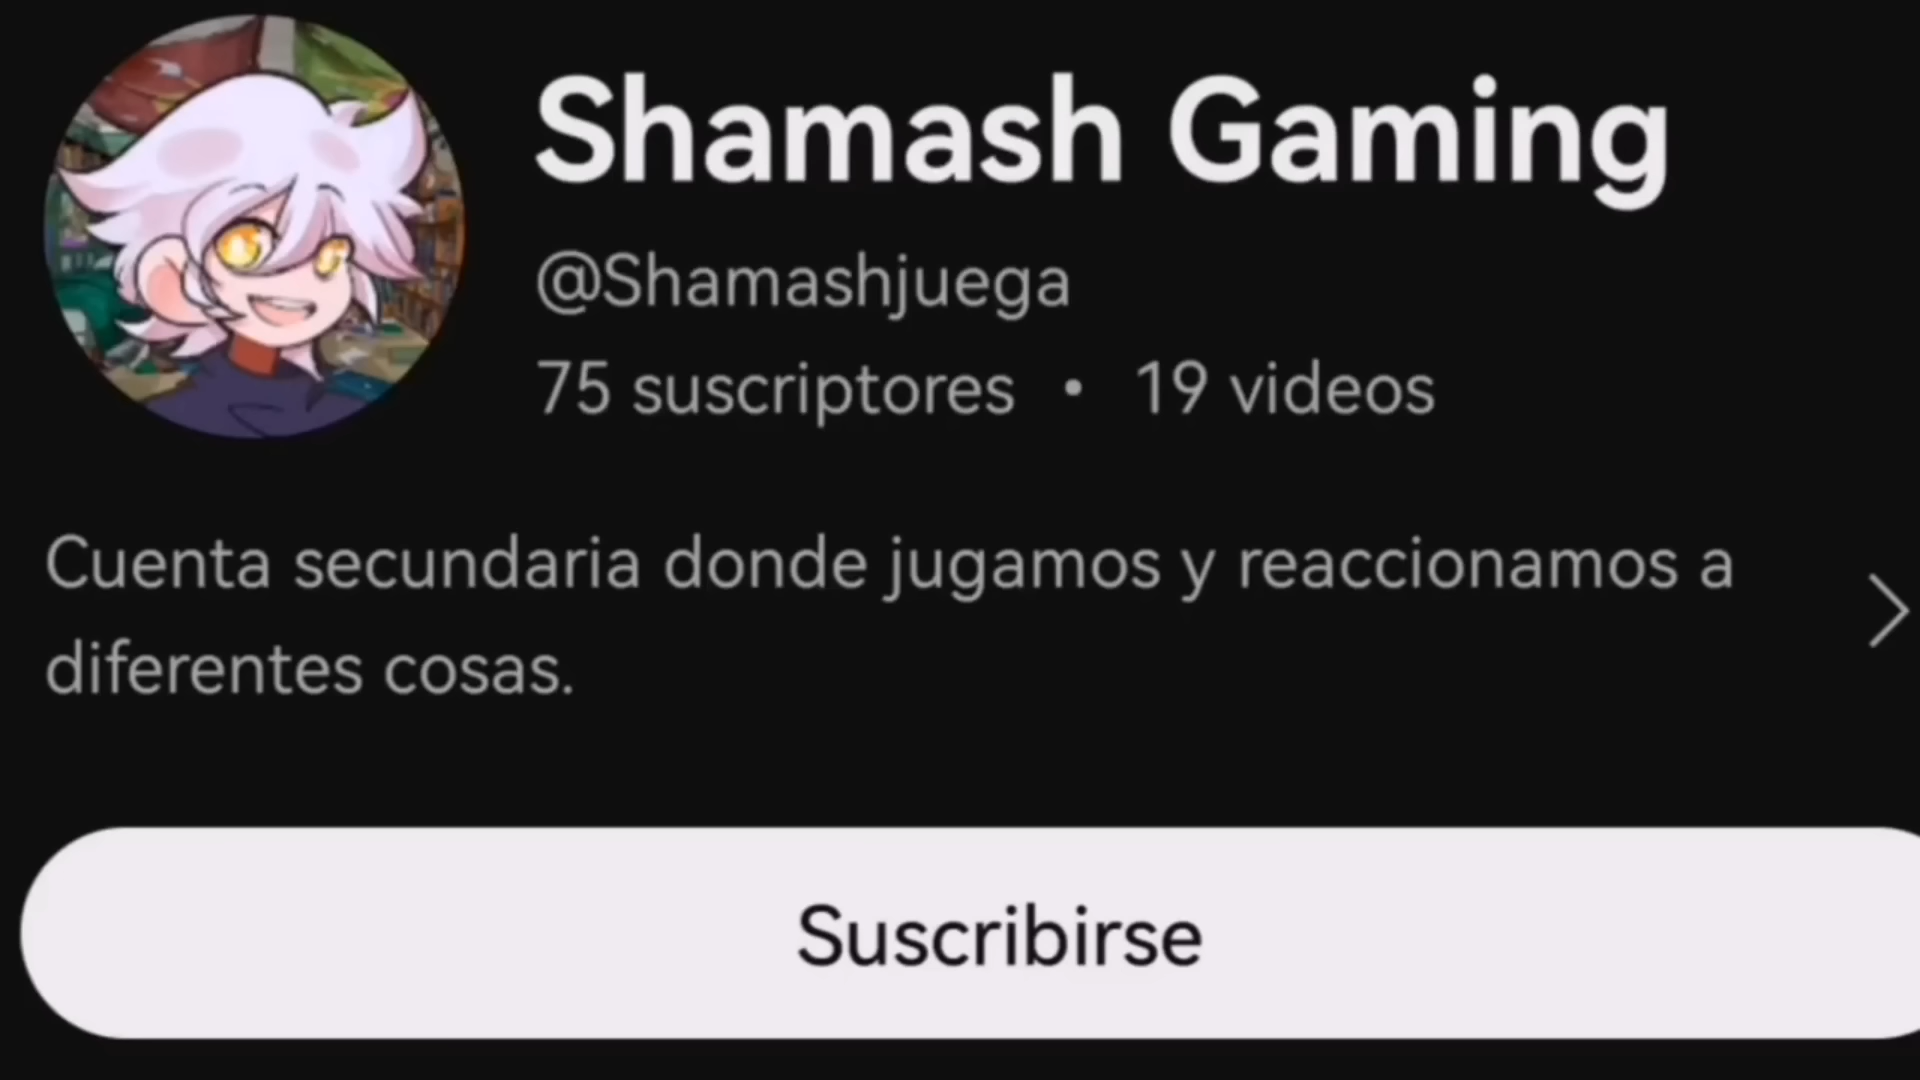 Shamash Gaming
@Shamashjuega
75 suscriptores • 19 videos
Cuenta secundaria donde jugamos y reaccionamos a
diferentes cosas.
Suscribirse